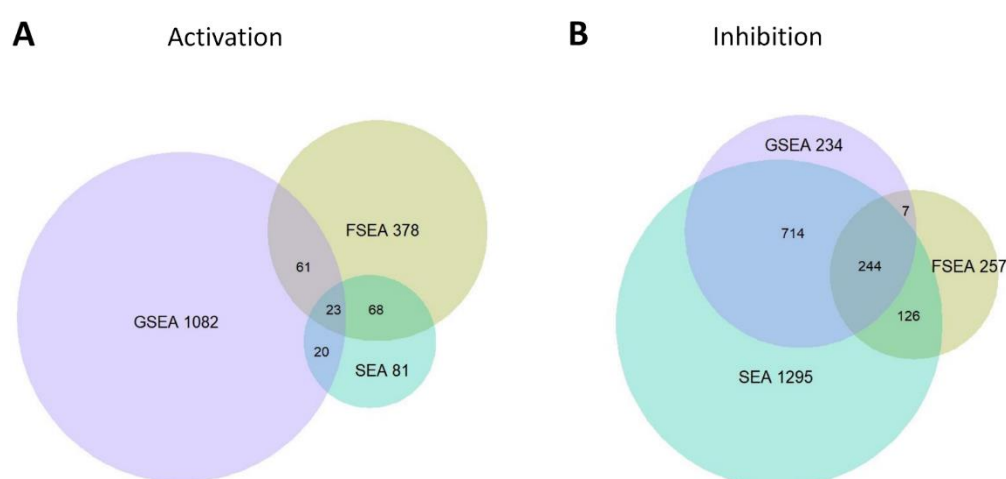 A Activation
FSEA 378
61
GSEA 1082
23 68
20
SEA 81
B Inhibition
GSEA 234
7
714
244 FSEA 257
126
SEA 1295